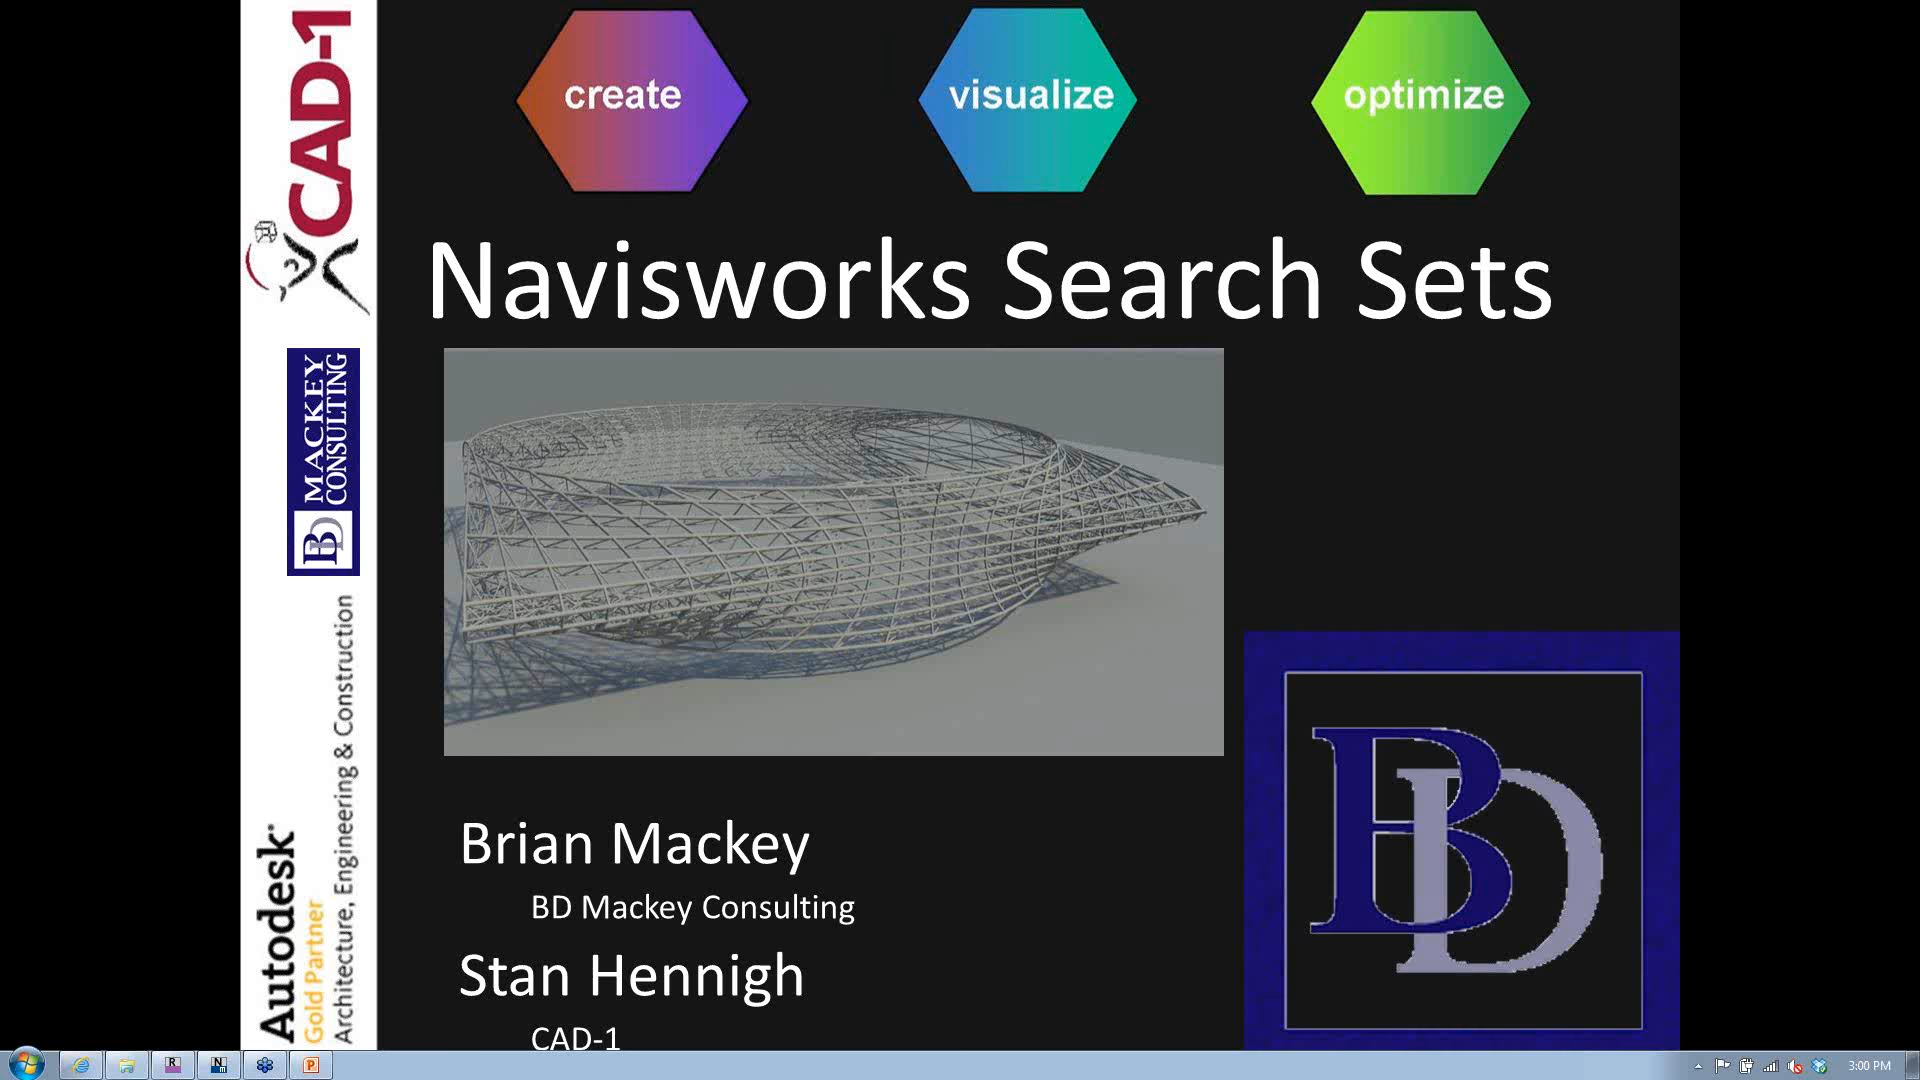 create
visualize
optimize
CAD-1
MACKEY
CONSULTING
BD
Autodesk®
Gold Partner
Architecture, Engineering & Construction
Navisworks Search Sets
Brian Mackey
BD Mackey Consulting
Stan Hennigh
CAD-1
BD
3:00 PM